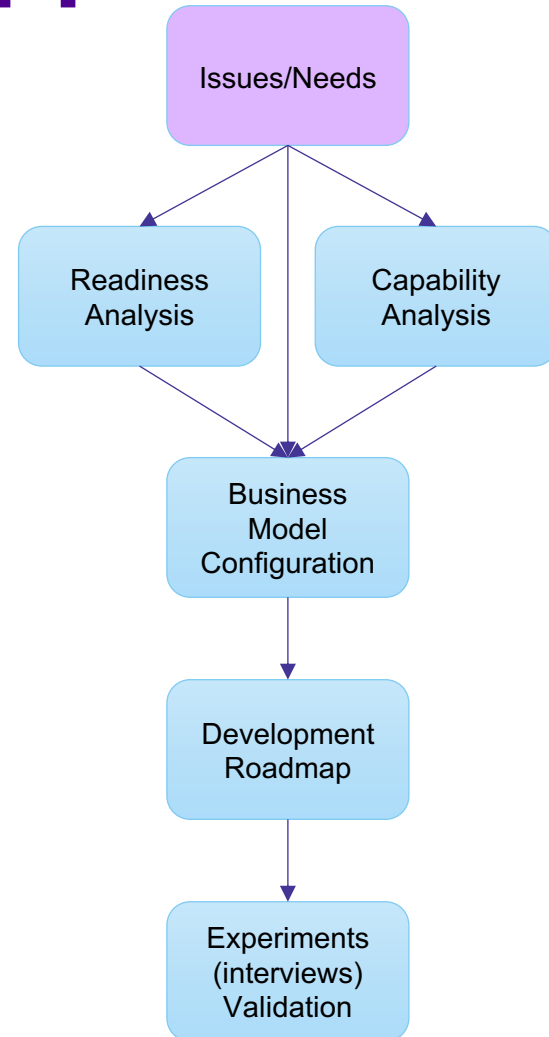 Issues/Needs
Readiness
Analysis
Capability
Analysis
Business
Model
Configuration
Development
Roadmap
Experiments
(interviews)
Validation